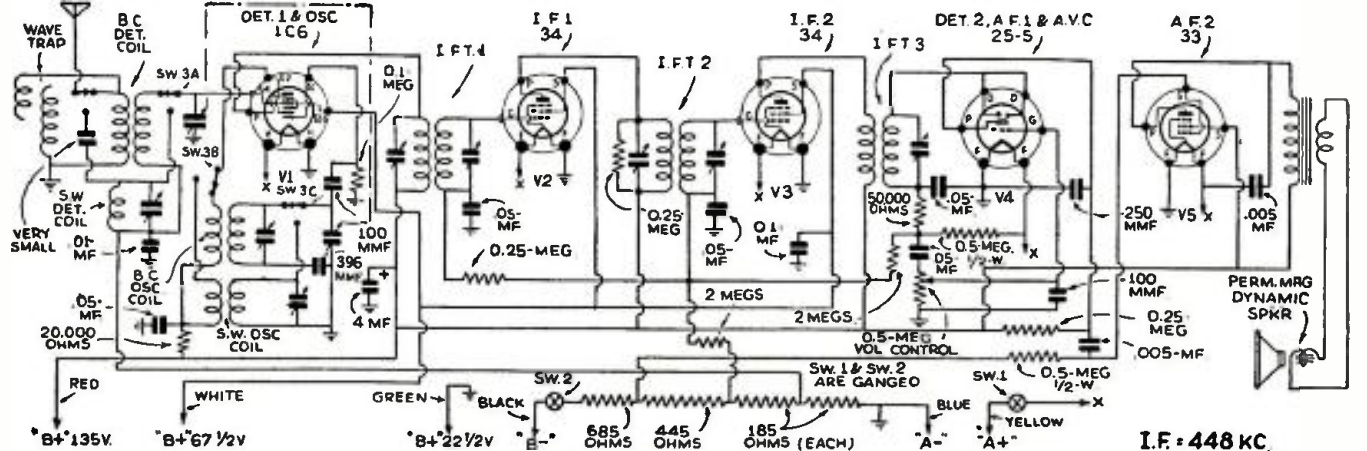 WAVE
TRAP
B C
DET.
COIL
DET. 1 & OSC
1C6
SW. 3A
SW.3B
V1
SW 3C
0.1-
MEG
I F.T. 1
I.F.1
34
V2
I.F.T 2
I.F.2
34
V3
I F T 3
DET. 2, A F.1 & A.V.C
25-S
V4
A F.2
33
V5
S.W
DET.
COIL
VERY
SMALL
.01-
MF
B C
OSC
COIL
.05-
MF
20,000
OHMS
S.W. OSC
COIL
100
MMF
396
MMF
4 MF
.05-
MF
0.25-MEG
0.25-
MEG
.05-
MF
0.1
MF
2 MEGS
2 MEGS.
50,000
OHMS
.05-
MF
0.5-MEG.
1/2-W
.05
MF
0.5-MEG
VOL CONTROL
250
MMF
.005
MF
100
MMF
0.25
MEG
.005-MF
0.5-MEG
1/2-W
PERM. MAG
DYNAMIC
SPKR
X
X
X
X
X
RED
"B+"135V.
WHITE
"B+"67 1/2V
GREEN
"B+"22 1/2V
BLACK
"B-"
SW.2
685
OHMS
445
OHMS
185
OHMS (EACH)
SW.1 & SW.2
ARE GANGED
BLUE
"A-"
SW.1
YELLOW
"A+"
I.F. = 448 KC.